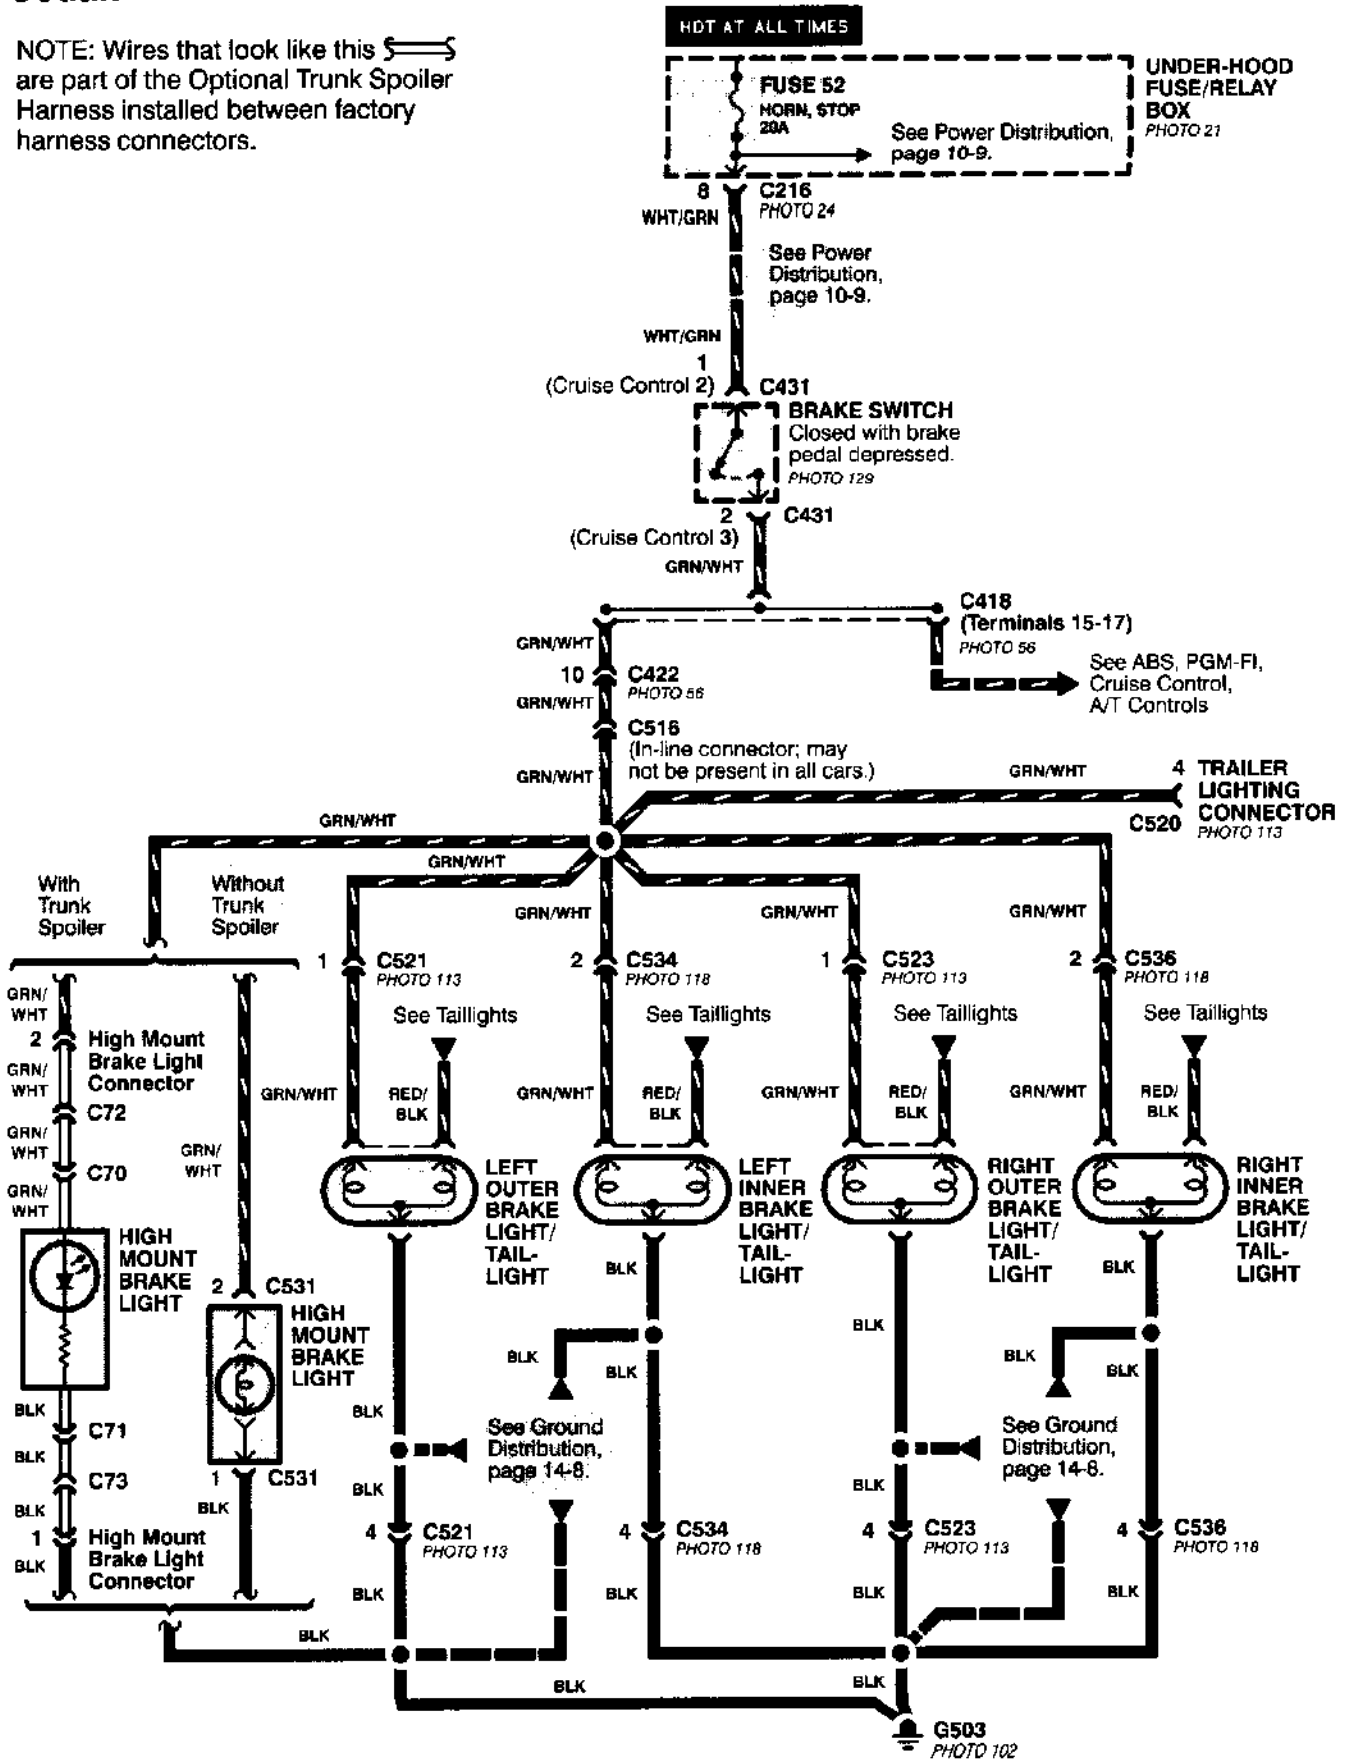 NOTE: Wires that look like this
are part of the Optional Trunk Spoiler
Harness installed between factory
harness connectors.
HOT AT ALL TIMES
FUSE 52
HORN, STOP
20A
See Power Distribution,
page 10-9.
UNDER-HOOD
FUSE/RELAY
BOX
PHOTO 21
8
C216
PHOTO 24
WHT/GRN
See Power
Distribution,
page 10-9.
WHT/GRN
1
(Cruise Control 2)
C431
BRAKE SWITCH
Closed with brake
pedal depressed.
PHOTO 129
2
C431
(Cruise Control 3)
GRN/WHT
C418
(Terminals 15-17)
PHOTO 56
See ABS, PGM-FI,
Cruise Control,
A/T Controls
GRN/WHT
10
C422
PHOTO 56
GRN/WHT
C516
(In-line connector; may
not be present in all cars.)
GRN/WHT
GRN/WHT
4
TRAILER
LIGHTING
CONNECTOR
C520
PHOTO 113
GRN/WHT
GRN/WHT
With
Trunk
Spoiler
Without
Trunk
Spoiler
GRN/WHT
GRN/WHT
GRN/WHT
1
C521
PHOTO 113
2
C534
PHOTO 118
1
C523
PHOTO 113
2
C536
PHOTO 118
See Taillights
See Taillights
See Taillights
See Taillights
GRN/
WHT
2
High Mount
Brake Light
Connector
GRN/
WHT
C72
GRN/
WHT
C70
GRN/
WHT
GRN/
WHT
GRN/WHT
RED/
BLK
GRN/WHT
RED/
BLK
GRN/WHT
RED/
BLK
GRN/WHT
RED/
BLK
LEFT
OUTER
BRAKE
LIGHT/
TAIL-
LIGHT
LEFT
INNER
BRAKE
LIGHT/
TAIL-
LIGHT
RIGHT
OUTER
BRAKE
LIGHT/
TAIL-
LIGHT
RIGHT
INNER
BRAKE
LIGHT/
TAIL-
LIGHT
HIGH
MOUNT
BRAKE
LIGHT
2
C531
HIGH
MOUNT
BRAKE
LIGHT
BLK
BLK
BLK
BLK
BLK
BLK
BLK
BLK
BLK
C71
BLK
C73
BLK
1
High Mount
Brake Light
Connector
BLK
1
C531
BLK
See Ground
Distribution,
page 14-8.
See Ground
Distribution,
page 14-8.
BLK
BLK
4
C521
PHOTO 113
4
C534
PHOTO 118
4
C523
PHOTO 113
4
C536
PHOTO 118
BLK
BLK
BLK
BLK
BLK
BLK
BLK
G503
PHOTO 102